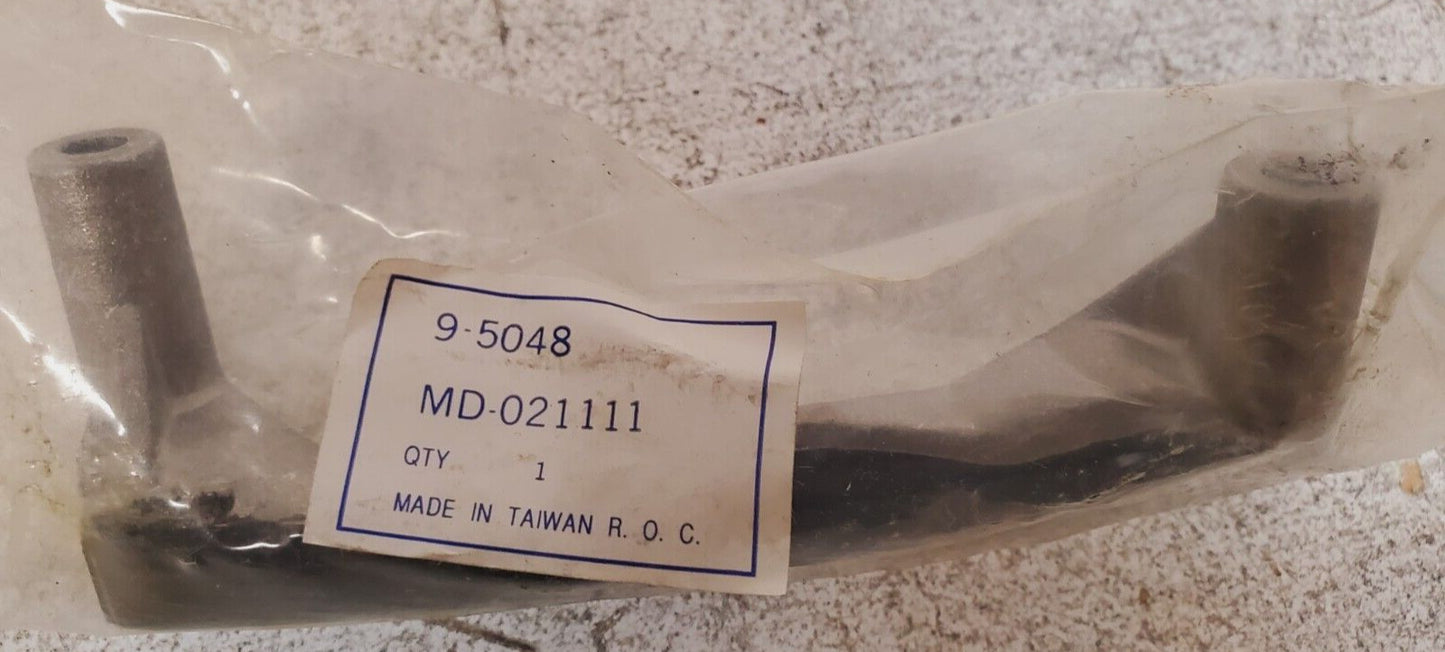 9-5048
MD-021111
QTY 1
MADE IN TAIWAN R. O. C.